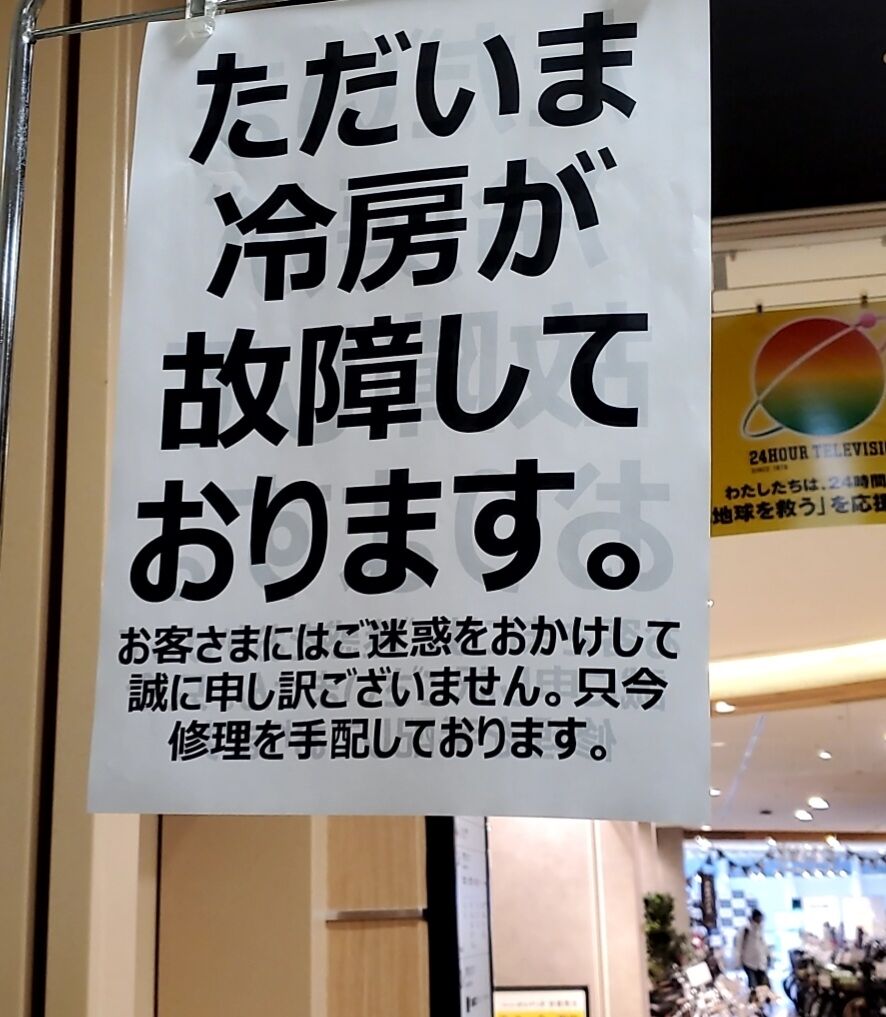 ただいま
冷房が
故障して
おります。
お客さまにはご迷惑をおかけして
誠に申し訳ございません。只今
修理を手配しております。
24HOUR TELEVISI
SINCE 1978
わたしたちは、24時間
地球を救う」を応援